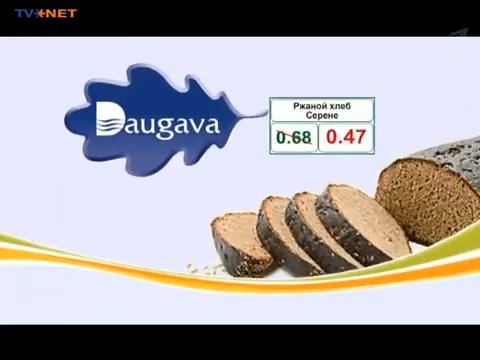 TV NET
Daugava
Ржаной хлеб
Серене
0.68 0.47